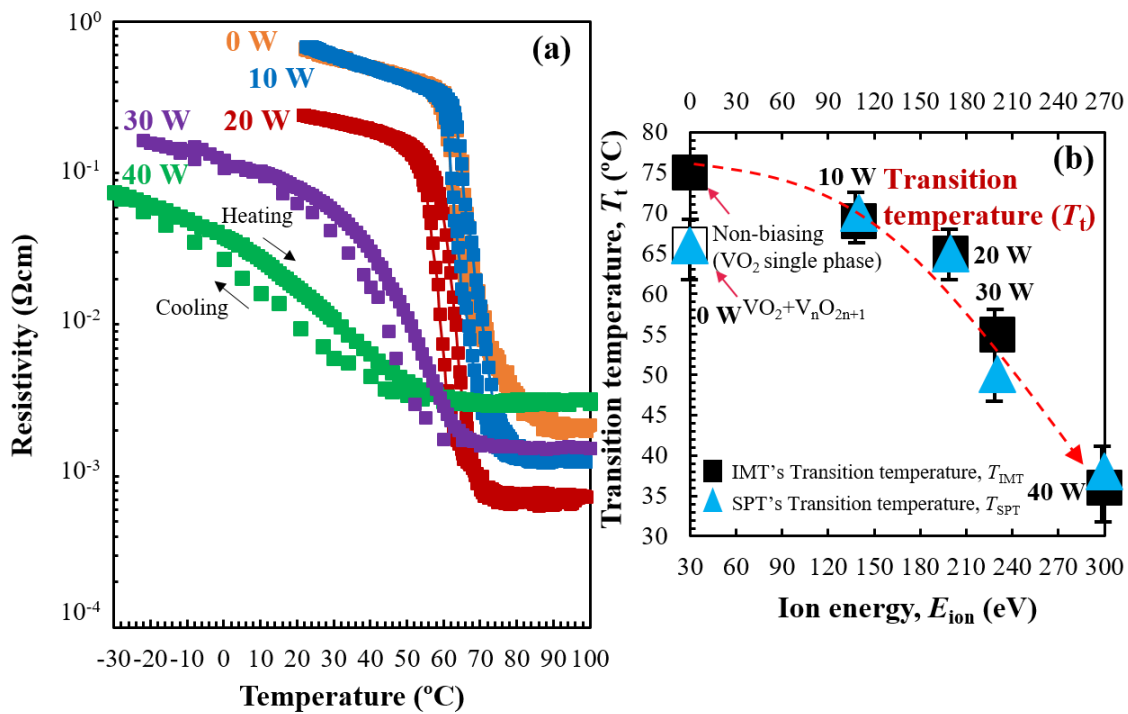 (a)
10⁰
10⁻¹
10⁻²
10⁻³
10⁻⁴
Resistivity (Ωcm)
0 W
10 W
20 W
30 W
40 W
Heating
Cooling
-30 -20 -10 0 10 20 30 40 50 60 70 80 90 100
Temperature (ºC)
0 30 60 90 120 150 180 210 240 270
(b)
80
75
70
65
60
55
50
45
40
35
30
Transition temperature, Tt (ºC)
10 W
Transition
temperature (Tt)
Non-biasing
(VO2 single phase)
20 W
30 W
0 W
VO2+VnO2n+1
IMT's Transition temperature, TIMT
40 W
SPT's Transition temperature, TSPT
30 60 90 120 150 180 210 240 270 300
Ion energy, Eion (eV)